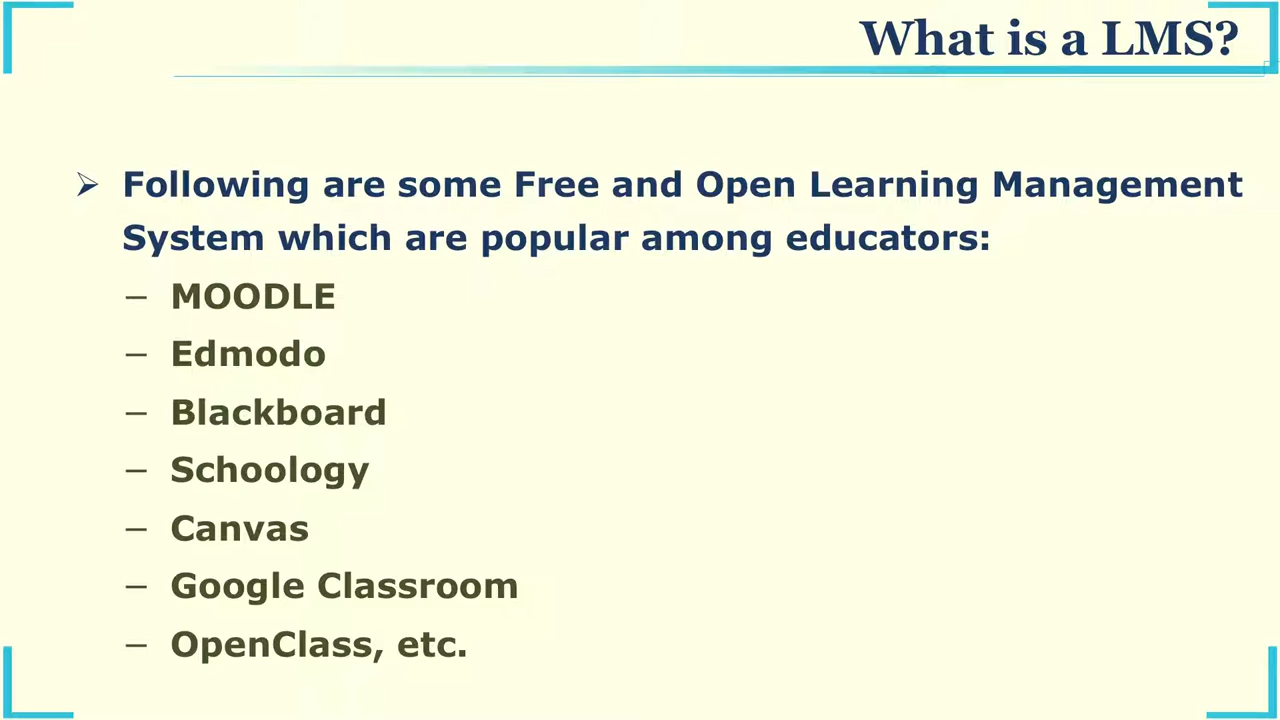 What is a LMS?
➢ Following are some Free and Open Learning Management
System which are popular among educators:
– MOODLE
– Edmodo
– Blackboard
– Schoology
– Canvas
– Google Classroom
– OpenClass, etc.